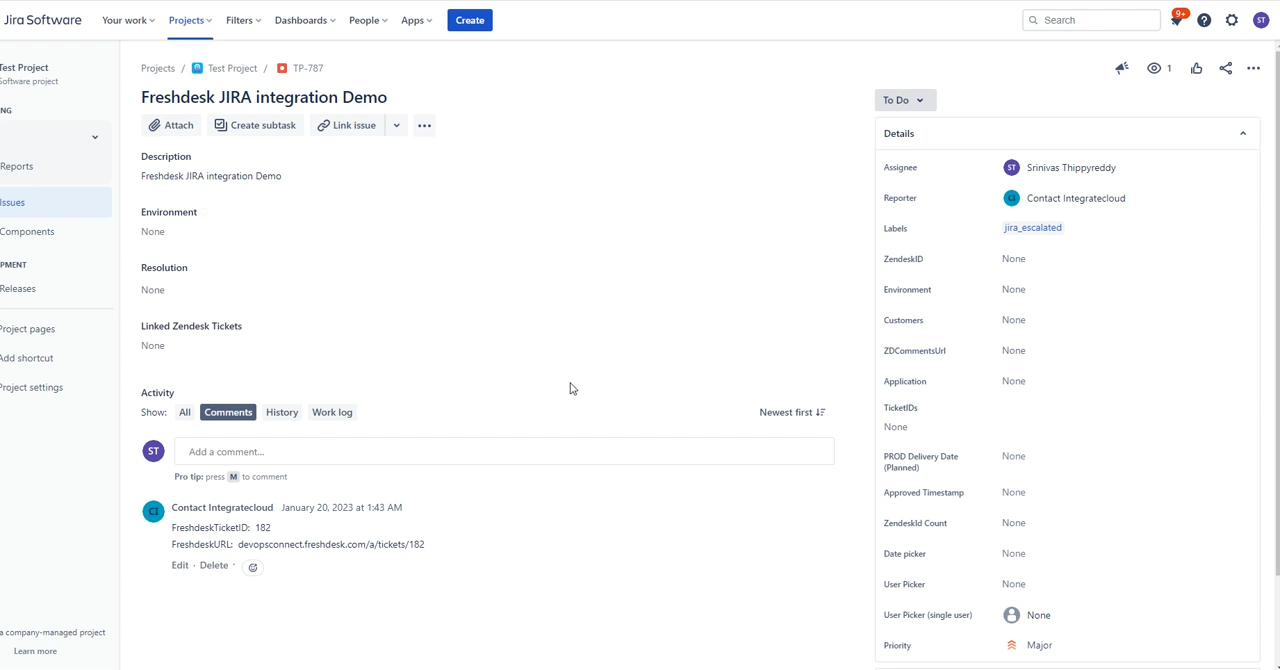 Jira Software
Your work
Projects
Filters
Dashboards
People
Apps
Create
Search
9+
ST
Test Project
Software project
NG
Reports
Issues
Components
PMENT
Releases
Project pages
Add shortcut
Project settings
a company-managed project
Learn more
Projects / Test Project / TP-787
1
Freshdesk JIRA integration Demo
Attach
Create subtask
Link issue
Description
Freshdesk JIRA integration Demo
Environment
None
Resolution
None
Linked Zendesk Tickets
None
Activity
Show: All Comments History Work log
Newest first
ST
Add a comment...
Pro tip: press M to comment
CI
Contact Integratecloud January 20, 2023 at 1:43 AM
FreshdeskTicketID: 182
FreshdeskURL: devopsconnect.freshdesk.com/a/tickets/182
Edit · Delete ·
To Do
Details
Assignee ST Srinivas Thippyreddy
Reporter CI Contact Integratecloud
Labels jira_escalated
ZendeskID None
Environment None
Customers None
ZDCommentsUrl None
Application None
TicketIDs
None
PROD Delivery Date
(Planned) None
Approved Timestamp None
ZendeskId Count None
Date picker None
User Picker None
User Picker (single user) None
Priority Major